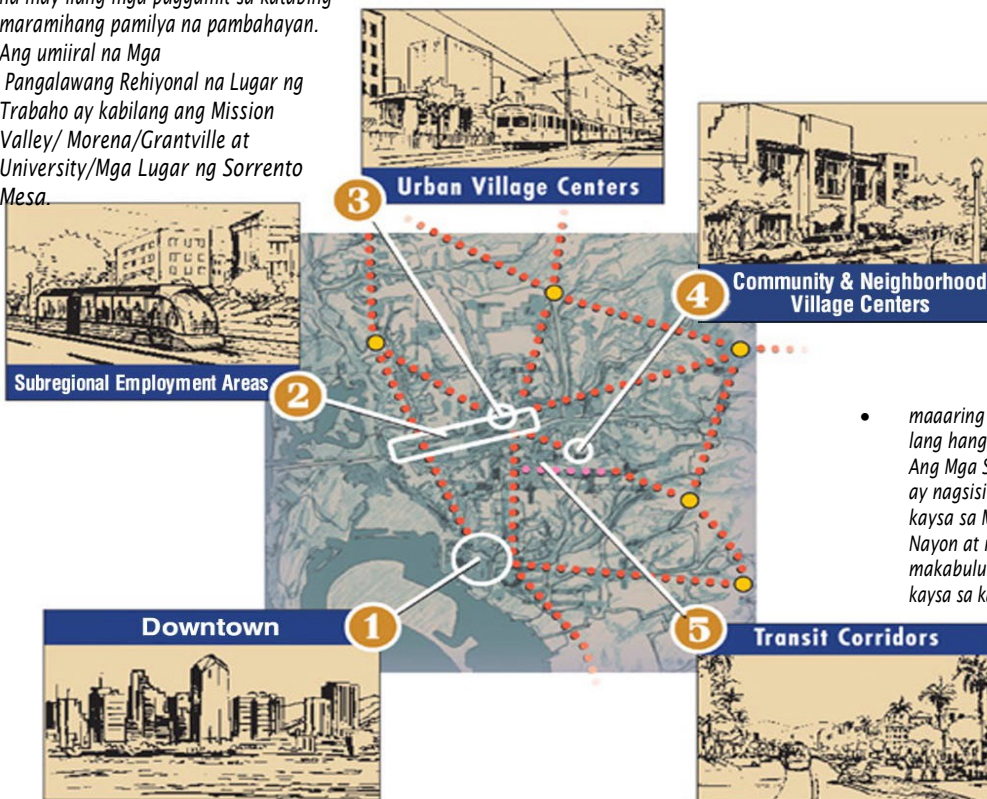 na may ilang mga paggamit sa katabing
maramihang pamilya na pambahayan.
Ang umiiral na Mga
Pangalawang Rehiyonal na Lugar ng
Trabaho ay kabilang ang Mission
Valley/ Morena/Grantville at
University/Mga Lugar ng Sorrento
Mesa.
3
Urban Village Centers
4
Community & Neighborhood
Village Centers
Subregional Employment Areas
2
• maaaring
lang hang
Ang Mga S
ay nagsisi
kaysa sa M
Nayon at
makabulu
kaysa sa
Downtown
1
5
Transit Corridors